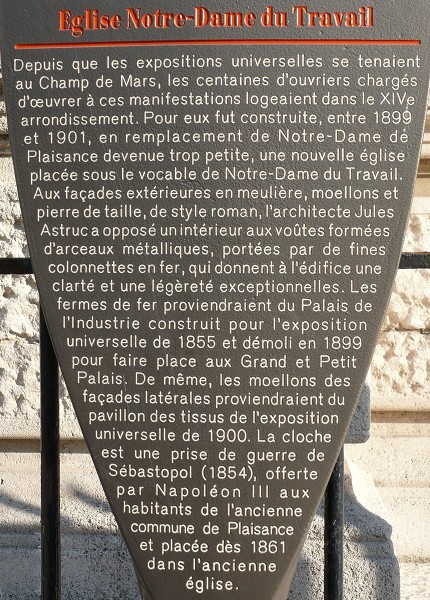 Eglise Notre-Dame du Travail
Depuis que les expositions universelles se tenaient
au Champ de Mars, les centaines d'ouvriers chargés
d'œuvrer à ces manifestations logeaient dans le XIVe
arrondissement. Pour eux fut construite, entre 1899
et 1901, en remplacement de Notre-Dame de
Plaisance devenue trop petite, une nouvelle église
placée sous le vocable de Notre-Dame du Travail.
Aux façades extérieures en meulière, moellons et
pierre de taille, de style roman, l'architecte Jules
Astruc a opposé un intérieur aux voûtes formées
d'arceaux métalliques, portées par de fines
colonnettes en fer, qui donnent à l'édifice une
clarté et une légèreté exceptionnelles. Les
fermes de fer proviendraient du Palais de
l'Industrie construit pour l'exposition
universelle de 1855 et démoli en 1899
pour faire place aux Grand et Petit
Palais. De même, les moellons des
façades latérales proviendraient du
pavillon des tissus de l'exposition
universelle de 1900. La cloche
est une prise de guerre de
Sébastopol (1854), offerte
par Napoléon III aux
habitants de l'ancienne
commune de Plaisance
et placée dès 1861
dans l'ancienne
église.